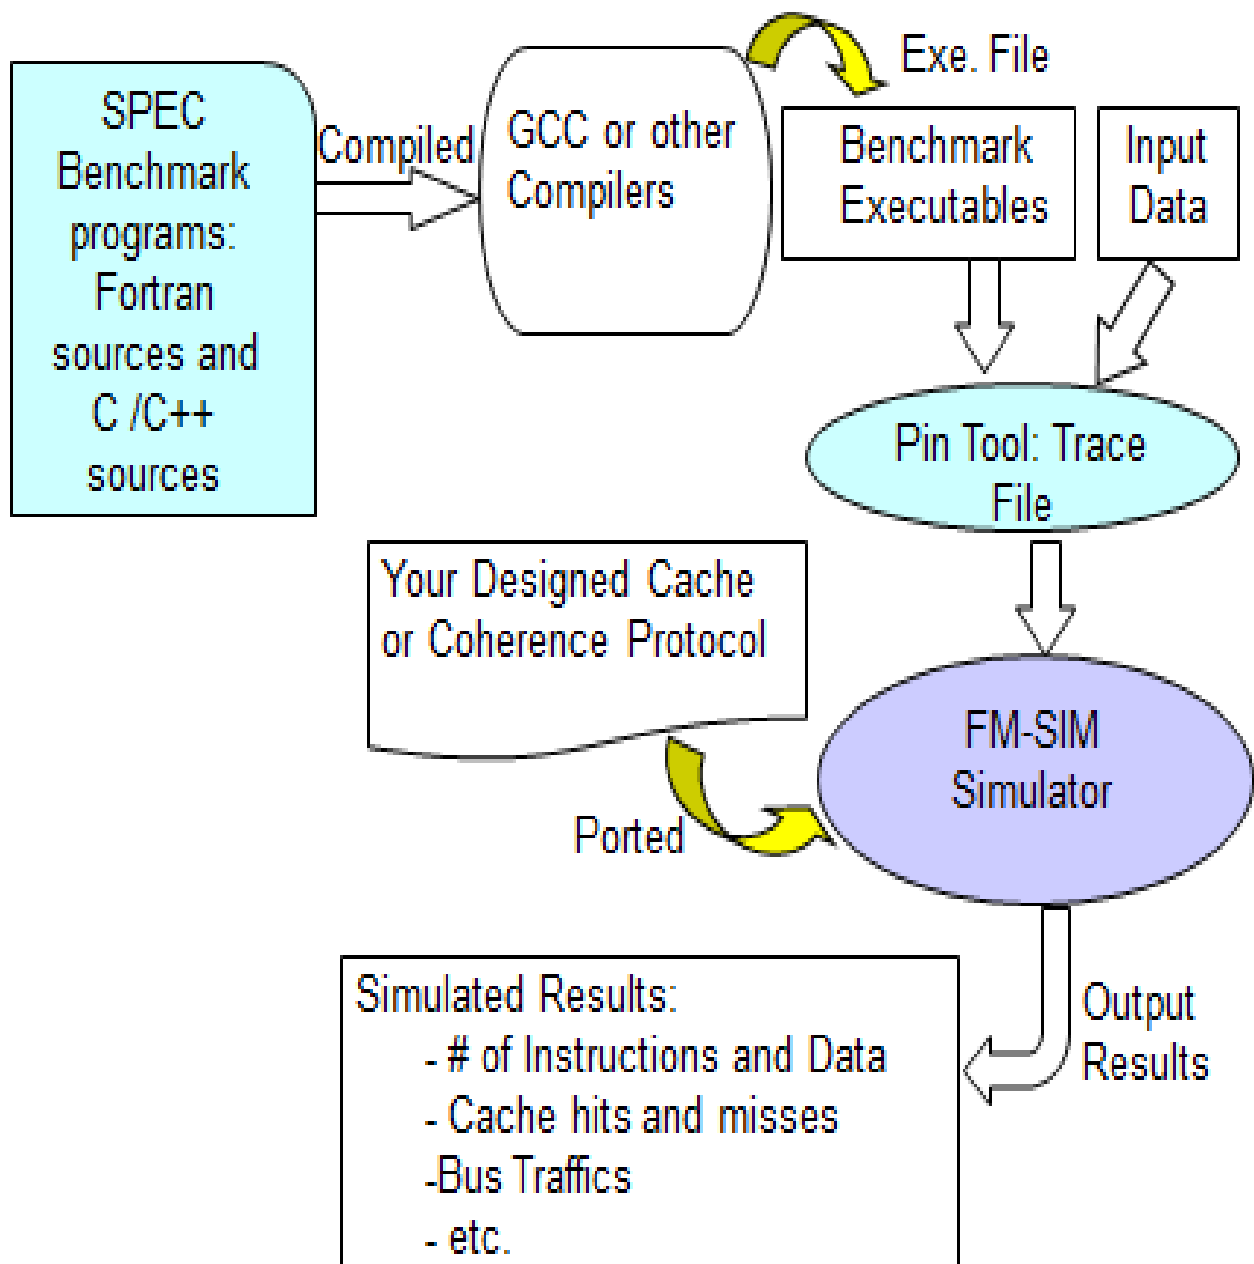 SPEC
Benchmark
programs:
Fortran
sources and
C /C++
sources
Compiled
GCC or other
Compilers
Exe. File
Benchmark
Executables
Input
Data
Pin Tool: Trace
File
Your Designed Cache
or Coherence Protocol
Ported
FM-SIM
Simulator
Output
Results
Simulated Results:
- # of Instructions and Data
- Cache hits and misses
-Bus Traffics
- etc.